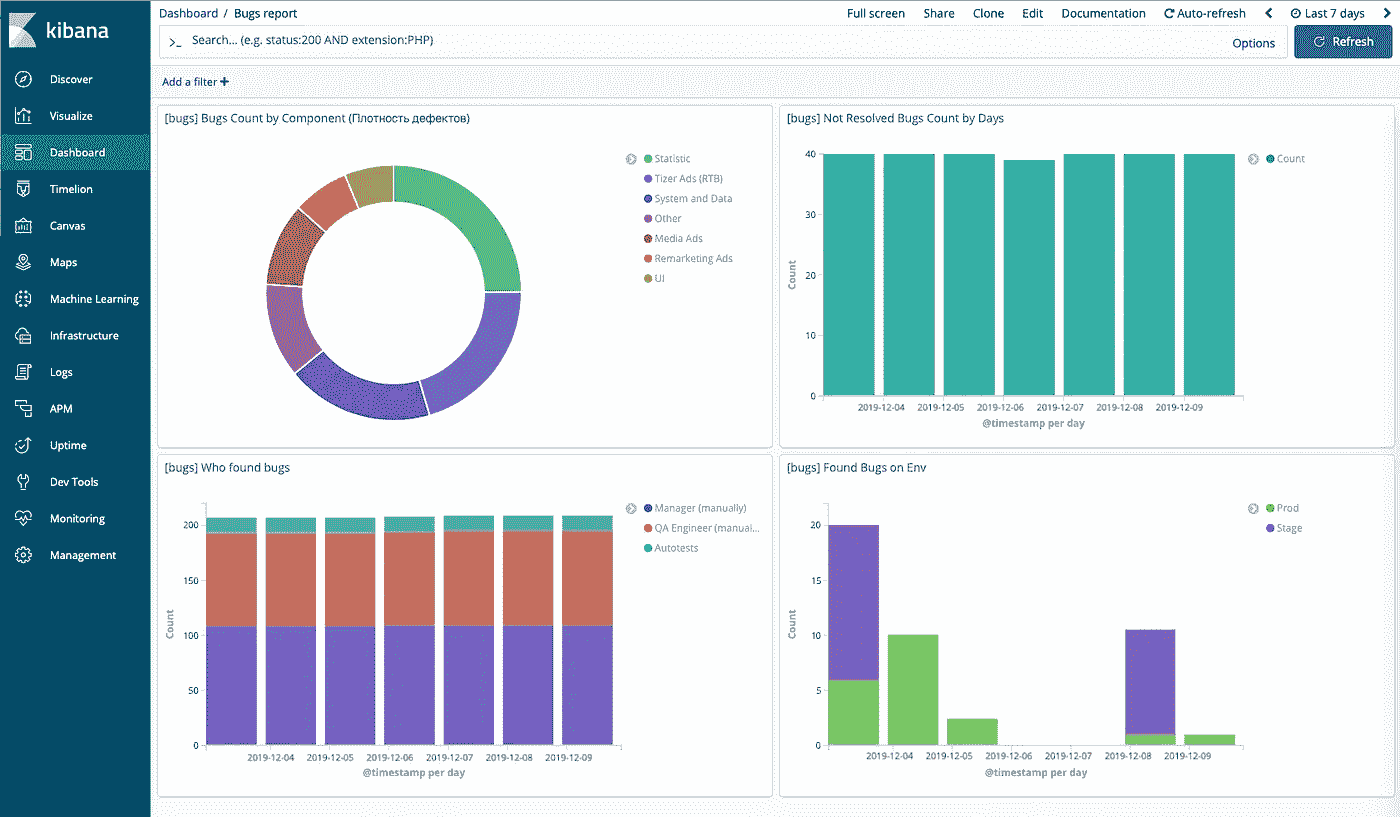 kibana
Dashboard / Bugs report
Full screen Share Clone Edit Documentation Auto-refresh Last 7 days
>_ Search... (e.g. status:200 AND extension:PHP)
Options
Refresh
Add a filter +
Discover
Visualize
Dashboard
Timelion
Canvas
Maps
Machine Learning
Infrastructure
Logs
APM
Uptime
Dev Tools
Monitoring
Management
[bugs] Bugs Count by Component (Плотность дефектов)
Statistic
Tizer Ads (RTB)
System and Data
Other
Media Ads
Remarketing Ads
UI
[bugs] Not Resolved Bugs Count by Days
Count
40
30
20
10
0
Count
2019-12-04 2019-12-05 2019-12-06 2019-12-07 2019-12-08 2019-12-09
@timestamp per day
[bugs] Who found bugs
Manager (manually)
QA Engineer (manual...
Autotests
200
150
100
50
0
Count
2019-12-04 2019-12-05 2019-12-06 2019-12-07 2019-12-08 2019-12-09
@timestamp per day
[bugs] Found Bugs on Env
Prod
Stage
20
15
10
5
0
Count
2019-12-04 2019-12-05 2019-12-06 2019-12-07 2019-12-08 2019-12-09
@timestamp per day